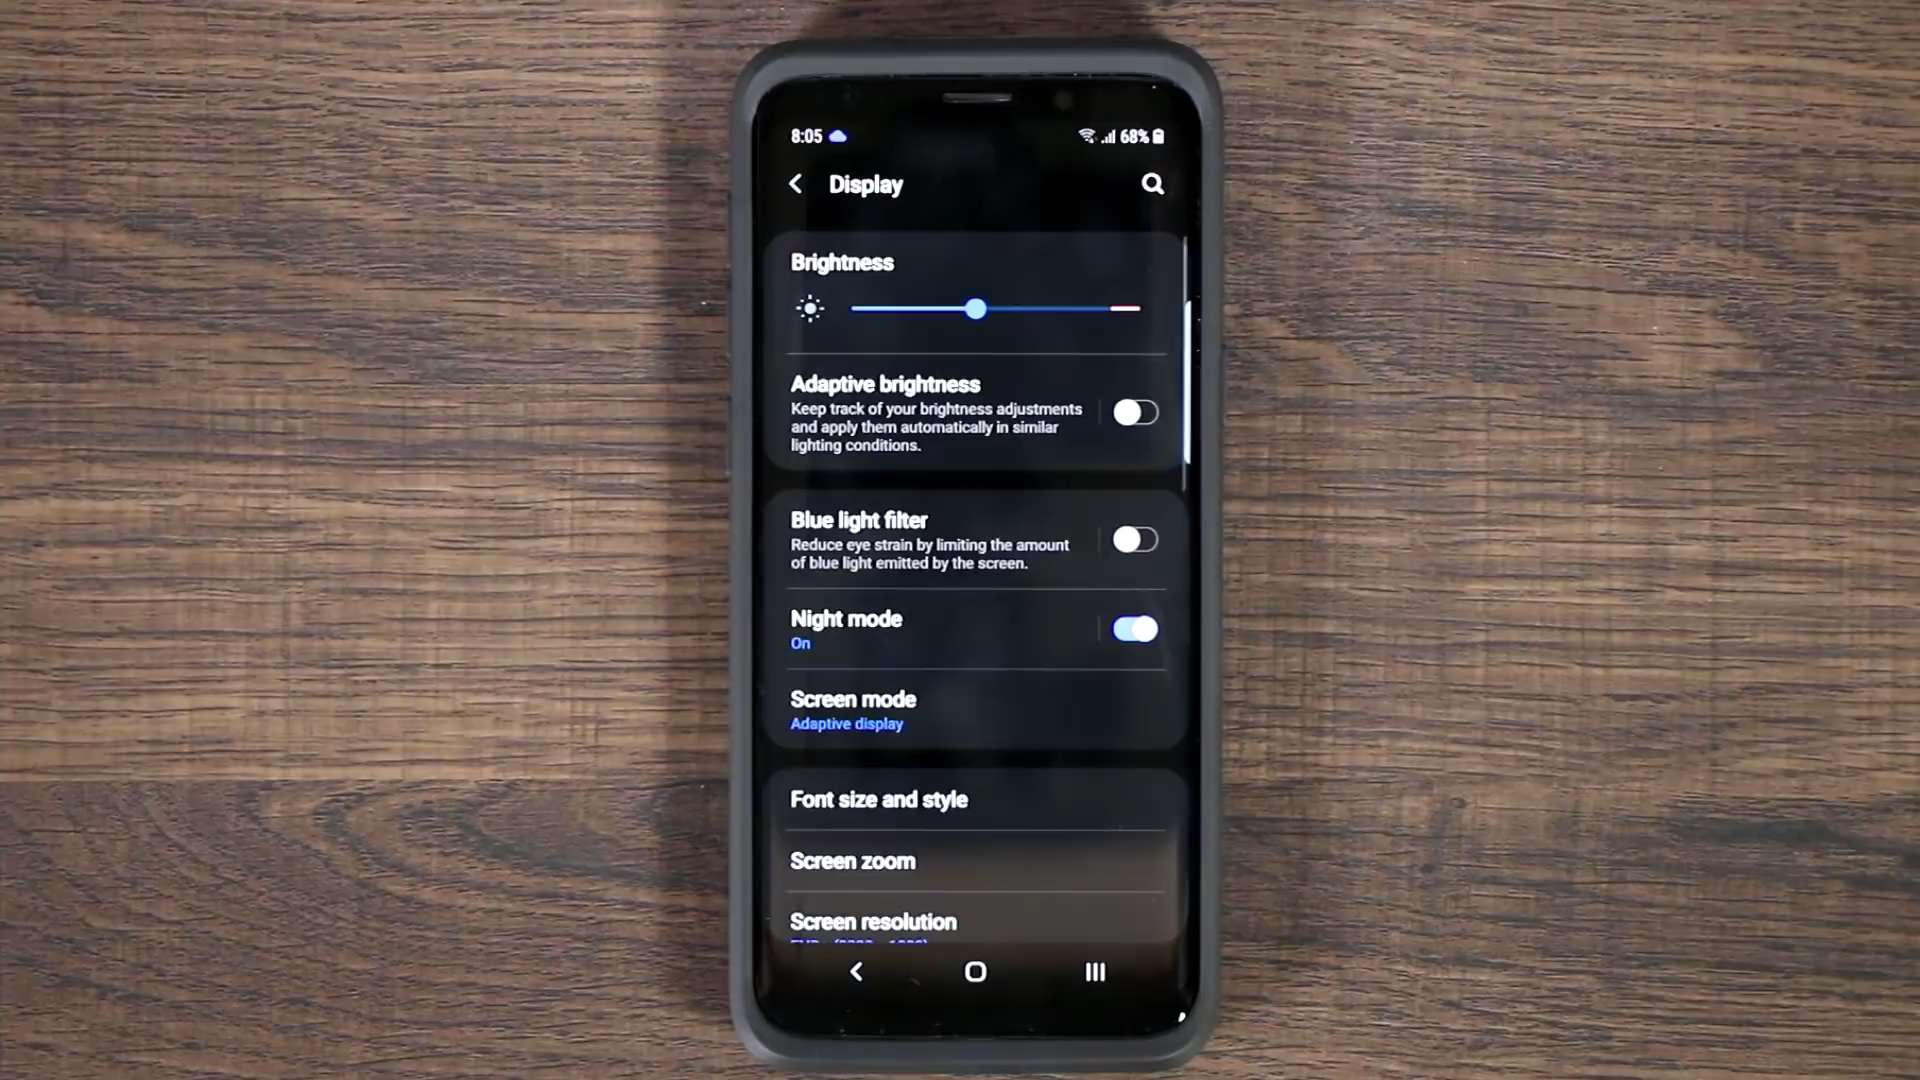 8:05 68%
Display
Brightness
Adaptive brightness
Keep track of your brightness adjustments
and apply them automatically in similar
lighting conditions.
Blue light filter
Reduce eye strain by limiting the amount
of blue light emitted by the screen.
Night mode
On
Screen mode
Adaptive display
Font size and style
Screen zoom
Screen resolution